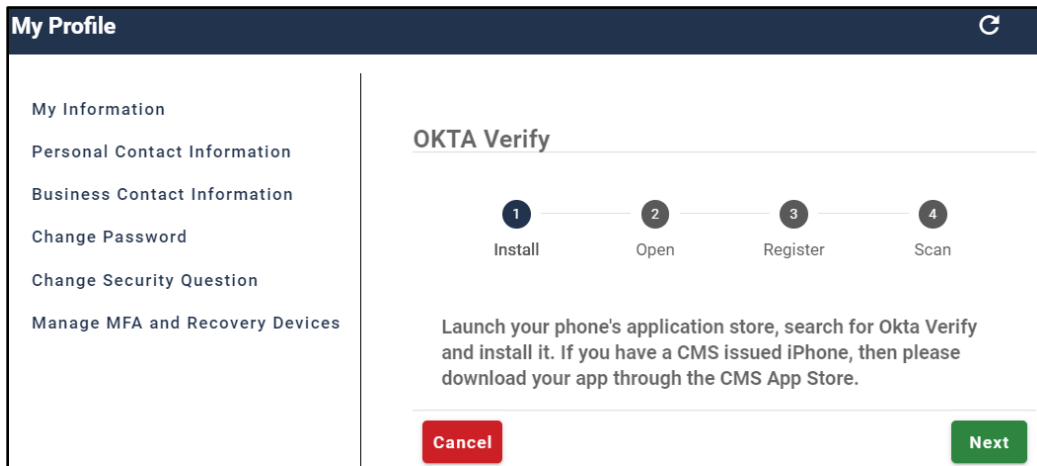 My Profile
My Information
Personal Contact Information
Business Contact Information
Change Password
Change Security Question
Manage MFA and Recovery Devices
OKTA Verify
1
2
3
4
Install
Open
Register
Scan
Launch your phone's application store, search for Okta Verify
and install it. If you have a CMS issued iPhone, then please
download your app through the CMS App Store.
Cancel
Next